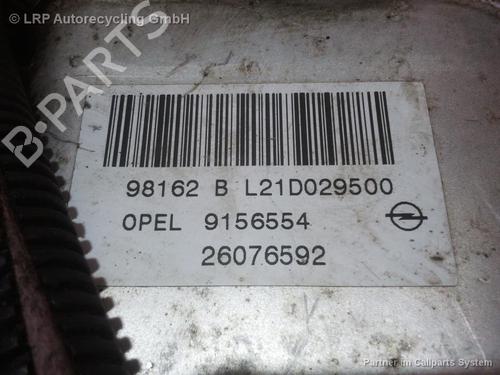 LRP Autorecycling GmbH
B-PARTS
98162 B L21D029500
OPEL 9156554
26076592
Partner im Callparts System